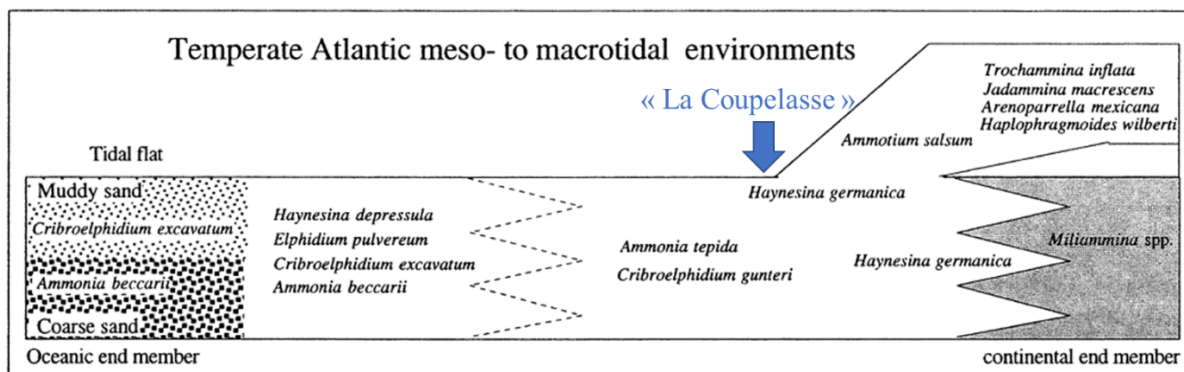 Temperate Atlantic meso- to macrotidal environments
« La Coupelasse »
Trochammina inflata
Jadammina macrescens
Arenoparrella mexicana
Haplophragmoides wilberti
Ammotium salsum
Tidal flat
Muddy sand
Cribroelphidium excavatum
Ammonia beccarii
Coarse sand
Haynesina depressula
Elphidium pulvereum
Cribroelphidium excavatum
Ammonia beccarii
Ammonia tepida
Cribroelphidium gunteri
Haynesina germanica
Haynesina germanica
Miliammina spp.
Oceanic end member
continental end member